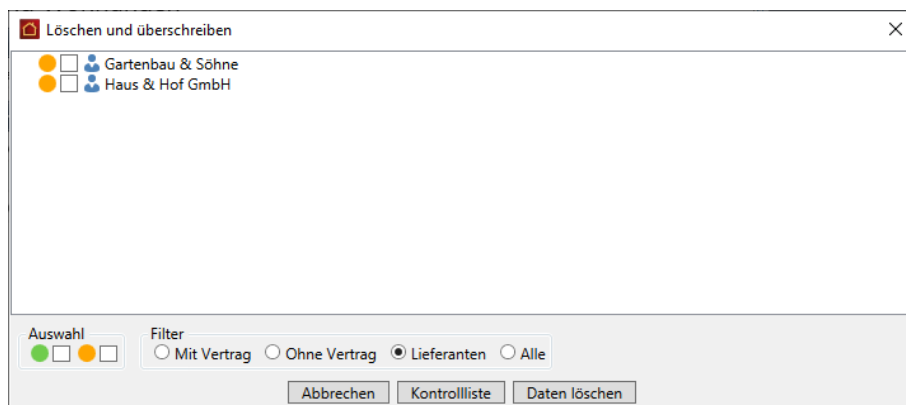 Löschen und überschreiben
Gartenbau & Söhne
Haus & Hof GmbH
Auswahl
Filter
Mit Vertrag
Ohne Vertrag
Lieferanten
Alle
Abbrechen
Kontrollliste
Daten löschen